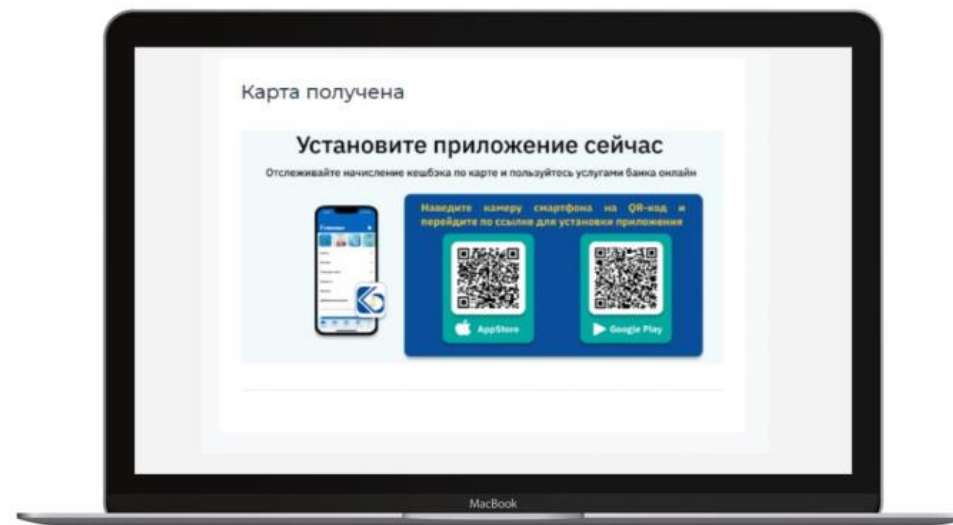 Карта получена
Установите приложение сейчас
Отслеживайте начисление кешбэка по карте и пользуйтесь услугами банка онлайн
Наведите камеру смартфона на QR-код и
перейдите по ссылке для установки приложения
AppStore
Google Play
MacBook